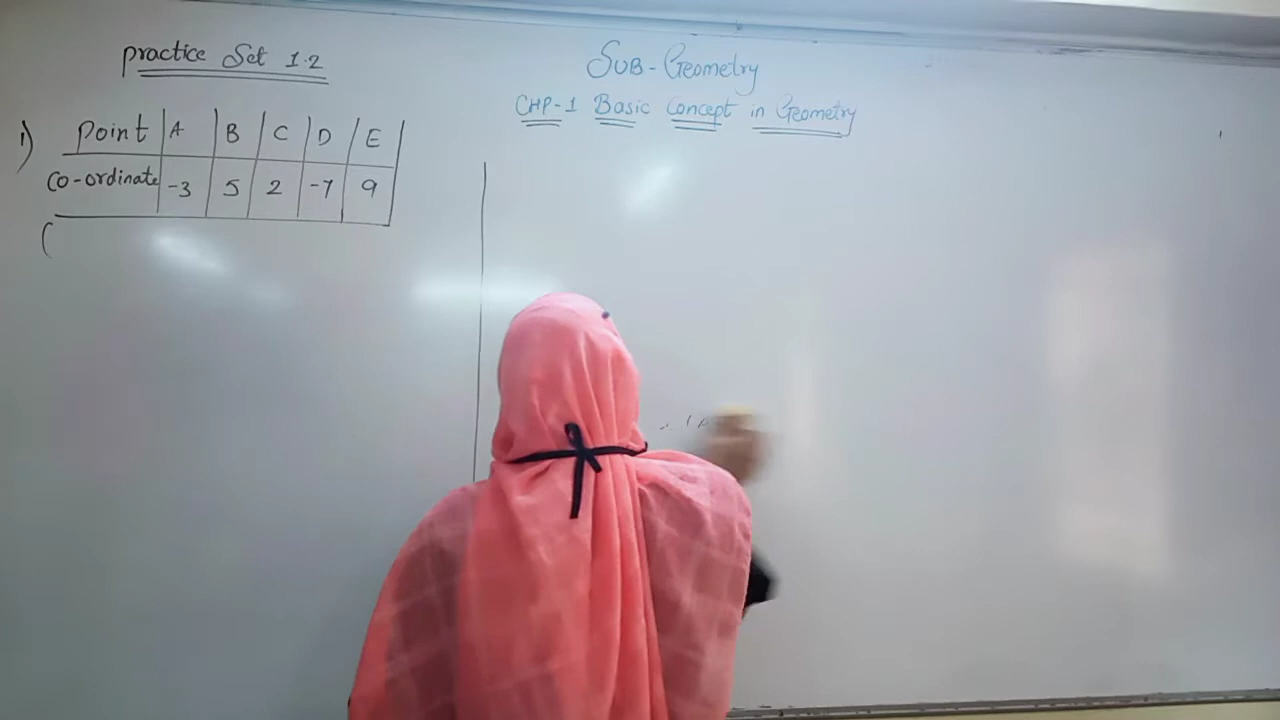 Practice Set 1.2
SUB-Geometry
CHP-1 Basic Concept in Geometry
1) Point A B C D E
Co-ordinate -3 5 2 -7 9
(